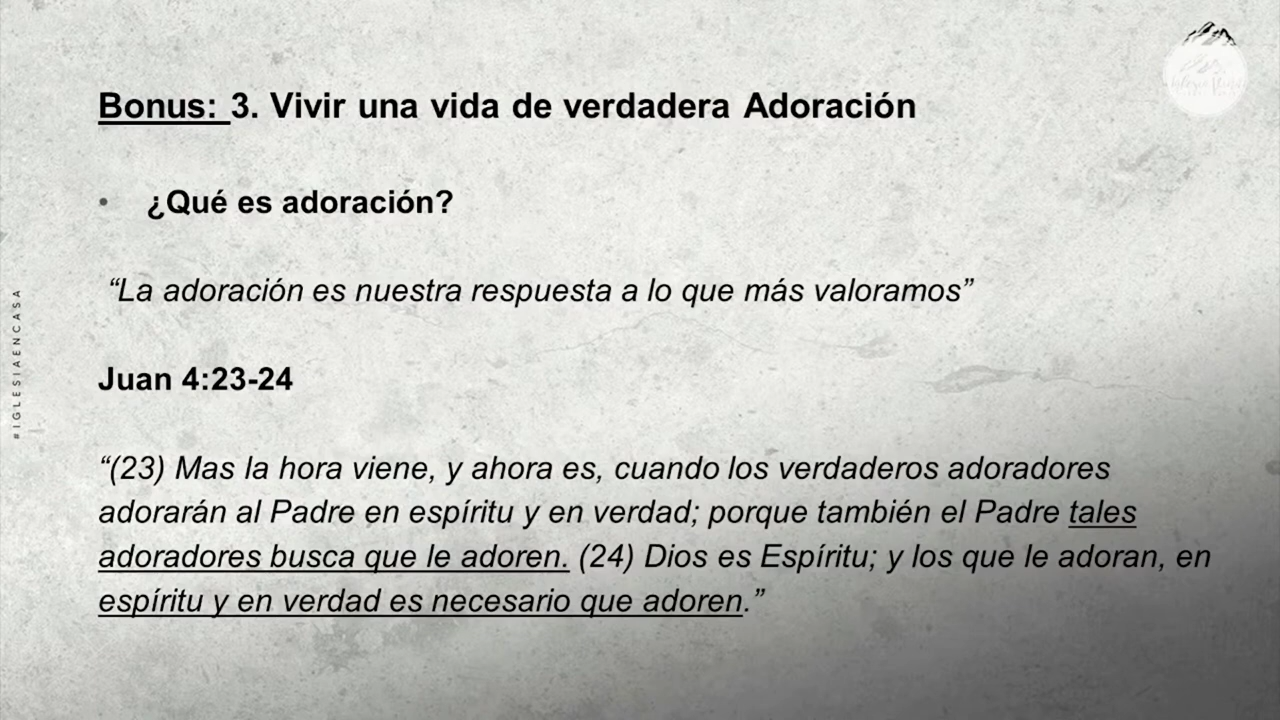 Bonus: 3. Vivir una vida de verdadera Adoración
• ¿Qué es adoración?
“La adoración es nuestra respuesta a lo que más valoramos”
Juan 4:23-24
“(23) Mas la hora viene, y ahora es, cuando los verdaderos adoradores
adorarán al Padre en espíritu y en verdad; porque también el Padre tales
adoradores busca que le adoren. (24) Dios es Espíritu; y los que le adoran, en
espíritu y en verdad es necesario que adoren.”
#IGLESIAENCASA